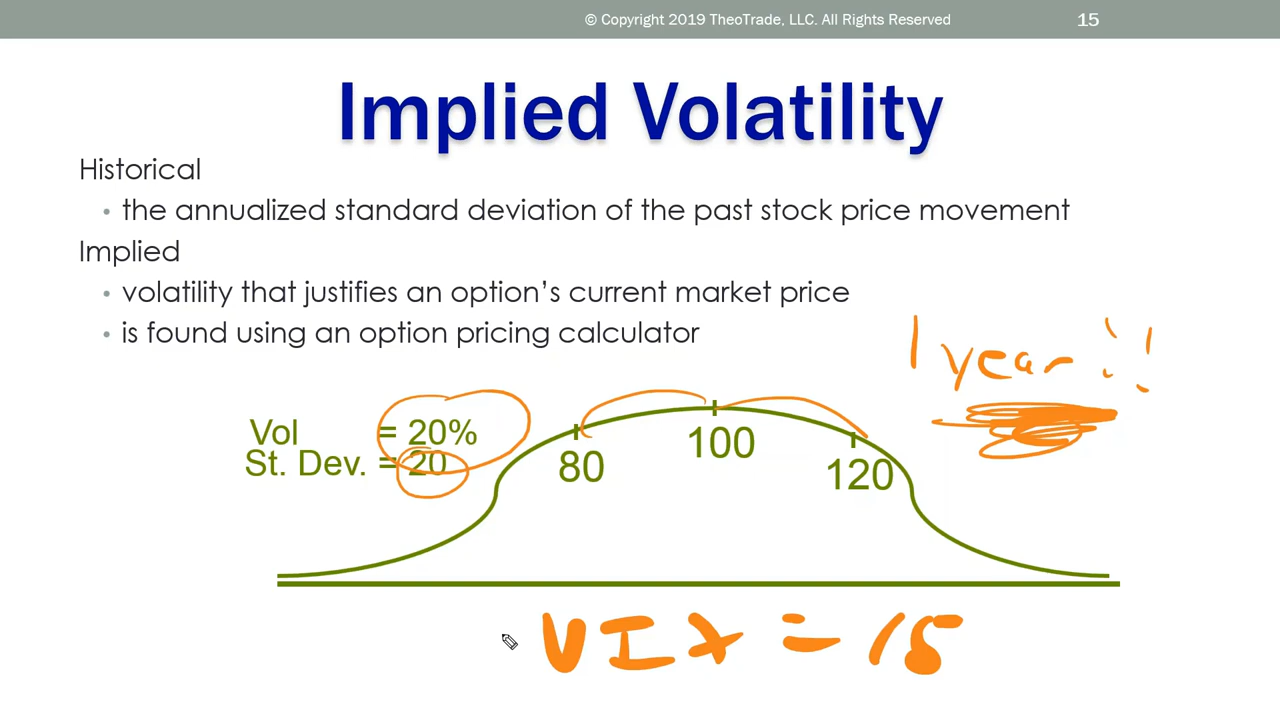 © Copyright 2019 TheoTrade, LLC. All Rights Reserved 15
Implied Volatility
Historical
• the annualized standard deviation of the past stock price movement
Implied
• volatility that justifies an option’s current market price
• is found using an option pricing calculator
1 year !!
Vol = 20%
St. Dev. = 20
80
100
120
VIX = 15